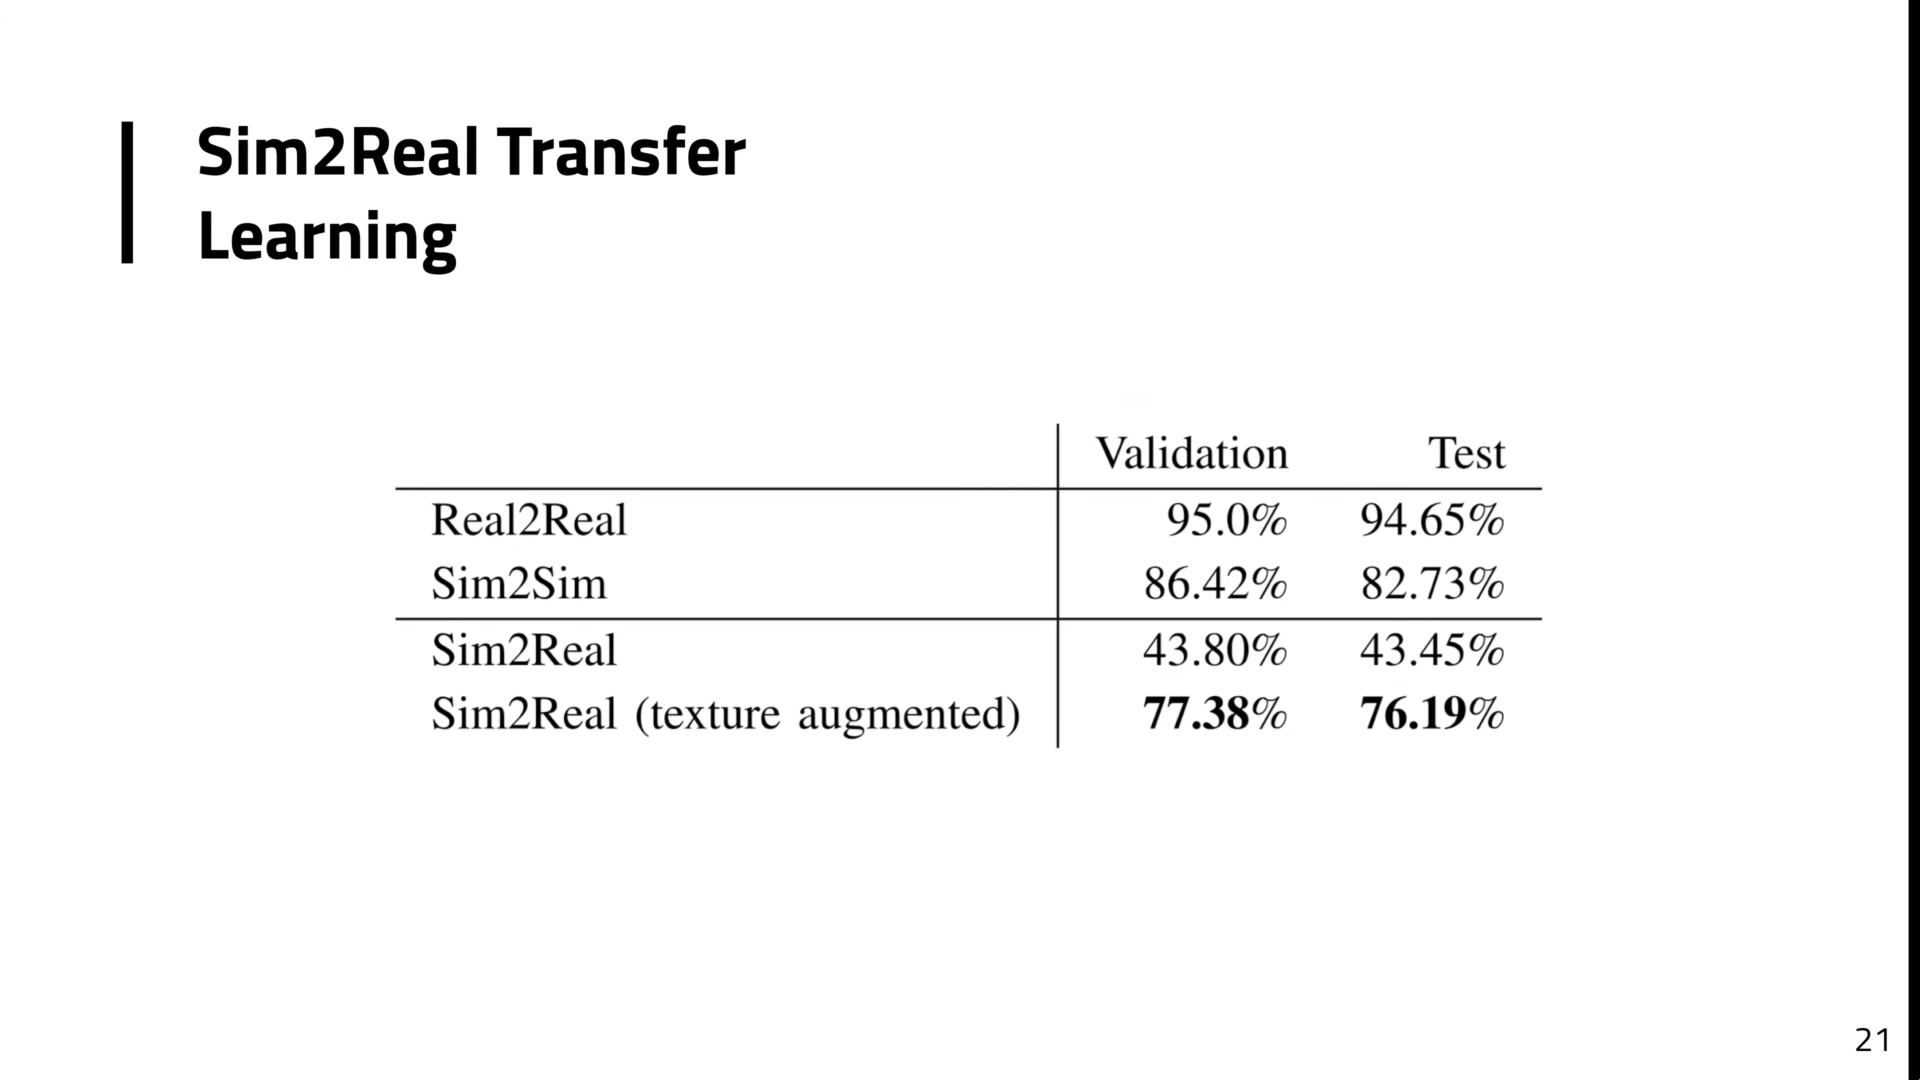 Sim2Real Transfer
Learning
Validation Test
Real2Real 95.0% 94.65%
Sim2Sim 86.42% 82.73%
Sim2Real 43.80% 43.45%
Sim2Real (texture augmented) 77.38% 76.19%
21